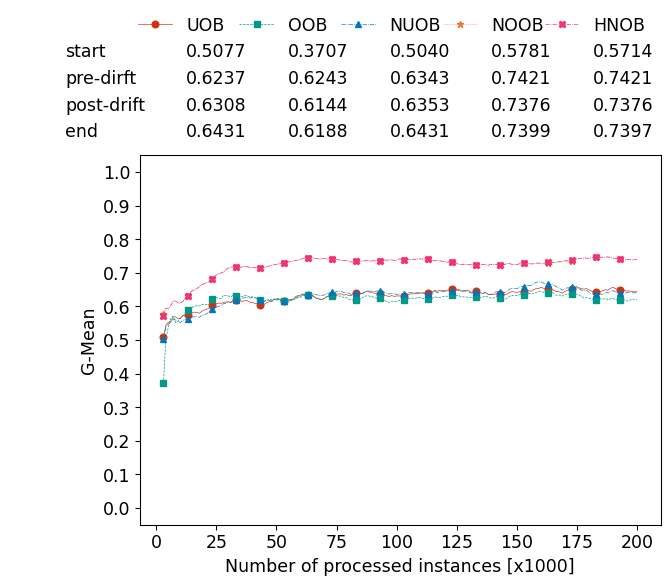 UOB OOB NUOB NOOB HNOB
start 0.5077 0.3707 0.5040 0.5781 0.5714
pre-dirft 0.6237 0.6243 0.6343 0.7421 0.7421
post-drift 0.6308 0.6144 0.6353 0.7376 0.7376
end 0.6431 0.6188 0.6431 0.7399 0.7397
1.0
0.9
0.8
0.7
0.6
0.5
0.4
0.3
0.2
0.1
0.0
G-Mean
0 25 50 75 100 125 150 175 200
Number of processed instances [x1000]